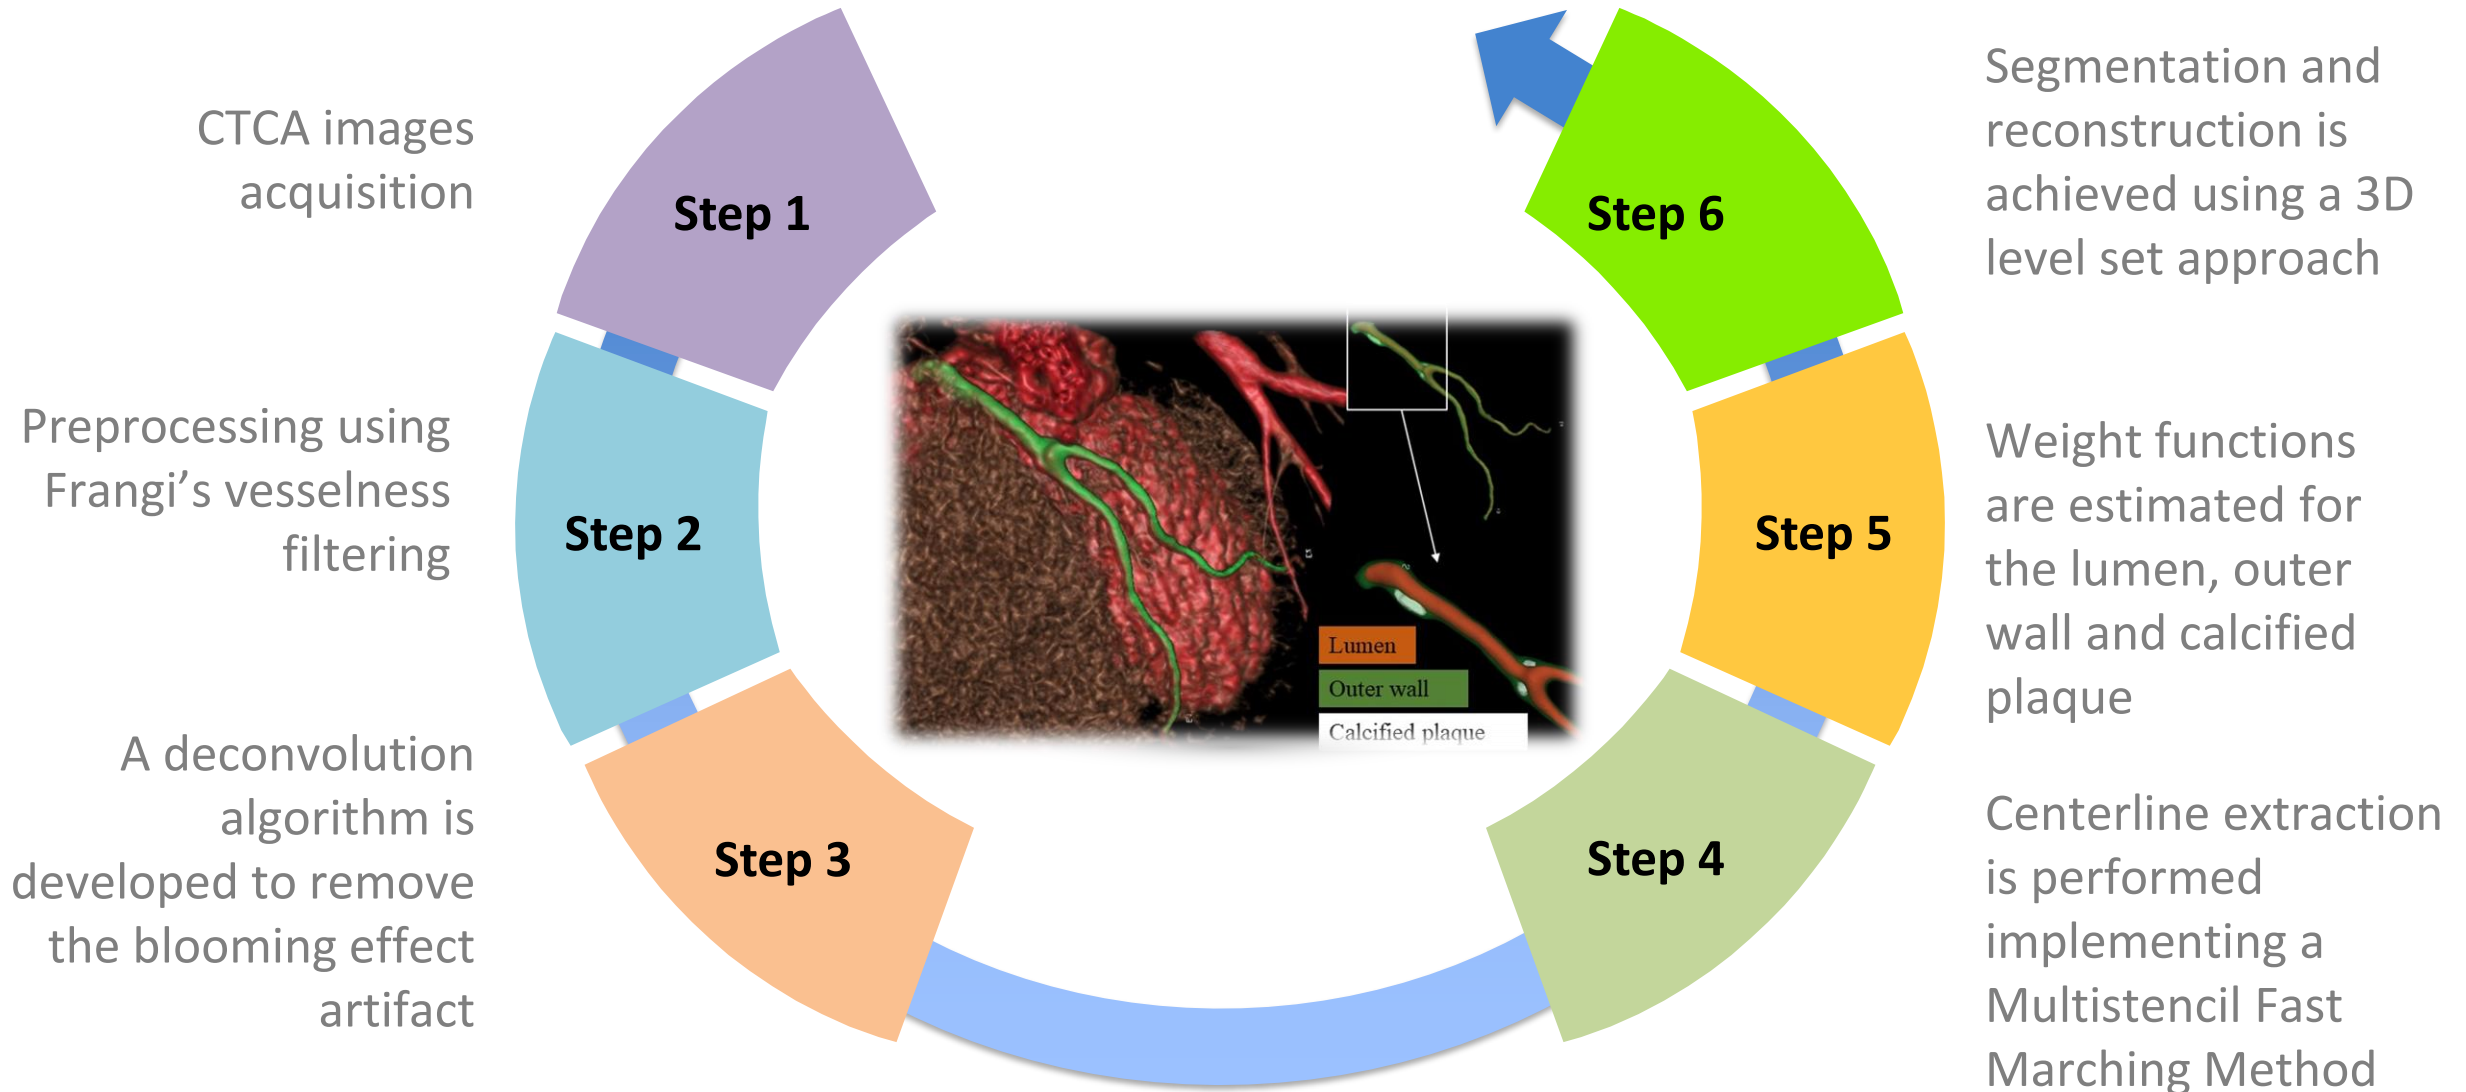 CTCA images
acquisition
Step 1
Preprocessing using
Frangi’s vesselness
filtering
Step 2
A deconvolution
algorithm is
developed to remove
the blooming effect
artifact
Step 3
Centerline extraction
is performed
implementing a
Multistencil Fast
Marching Method
Step 4
Weight functions
are estimated for
the lumen, outer
wall and calcified
plaque
Step 5
Segmentation and
reconstruction is
achieved using a 3D
level set approach
Step 6
Lumen
Outer wall
Calcified plaque